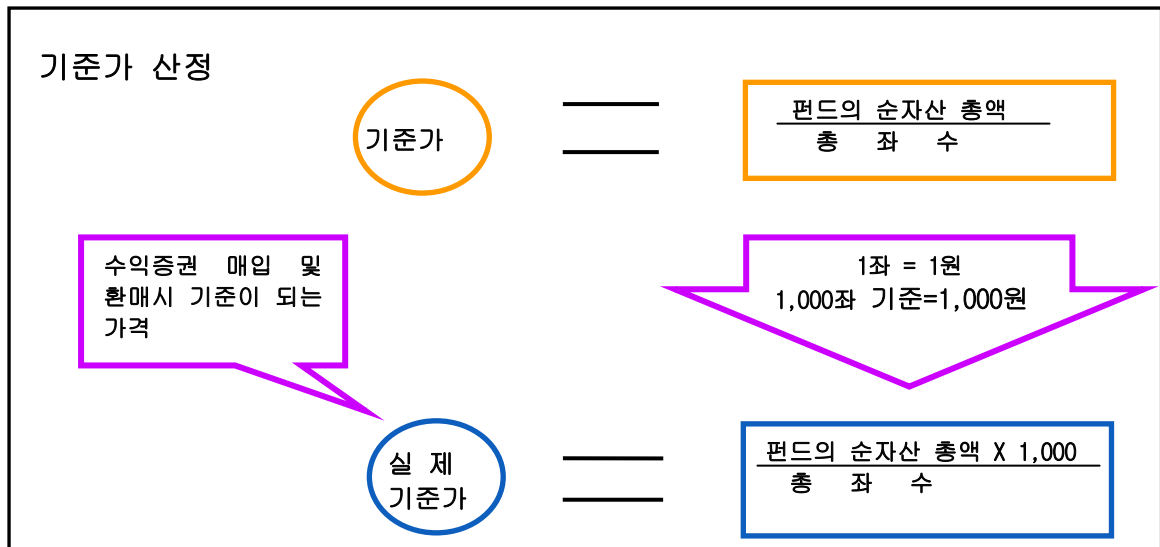 기준가 산정
기준가
펀드의 순자산 총액
총 좌 수
수익증권 매입 및
환매시 기준이 되는
가격
1좌 = 1원
1,000좌 기준=1,000원
실 제
기준가
펀드의 순자산 총액 X 1,000
총 좌 수